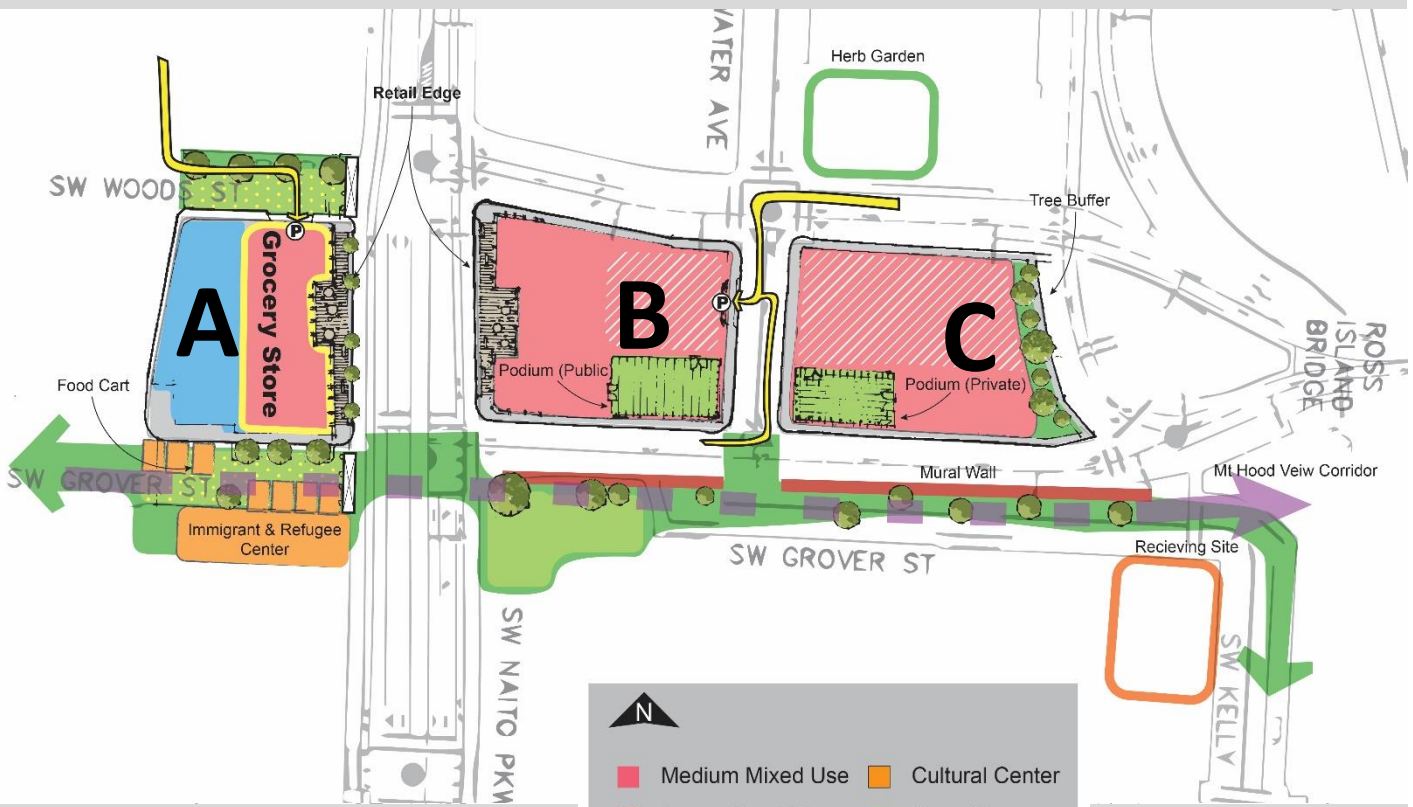 WATER AVE
Herb Garden
Retail Edge
SW WOODS ST
Tree Buffer
P
Grocery Store
A
B
P
C
ROSS
ISLAND
BRIDGE
Food Cart
Podium (Public
Podium (Private)
SW GROVER ST
Mural Wall
Mt Hood Veiw Corridor
Immigrant & Refugee
Center
SW GROVER ST
Recieving Site
SW NAITO PKW
SW KELLY
N
Medium Mixed Use
Cultural Center